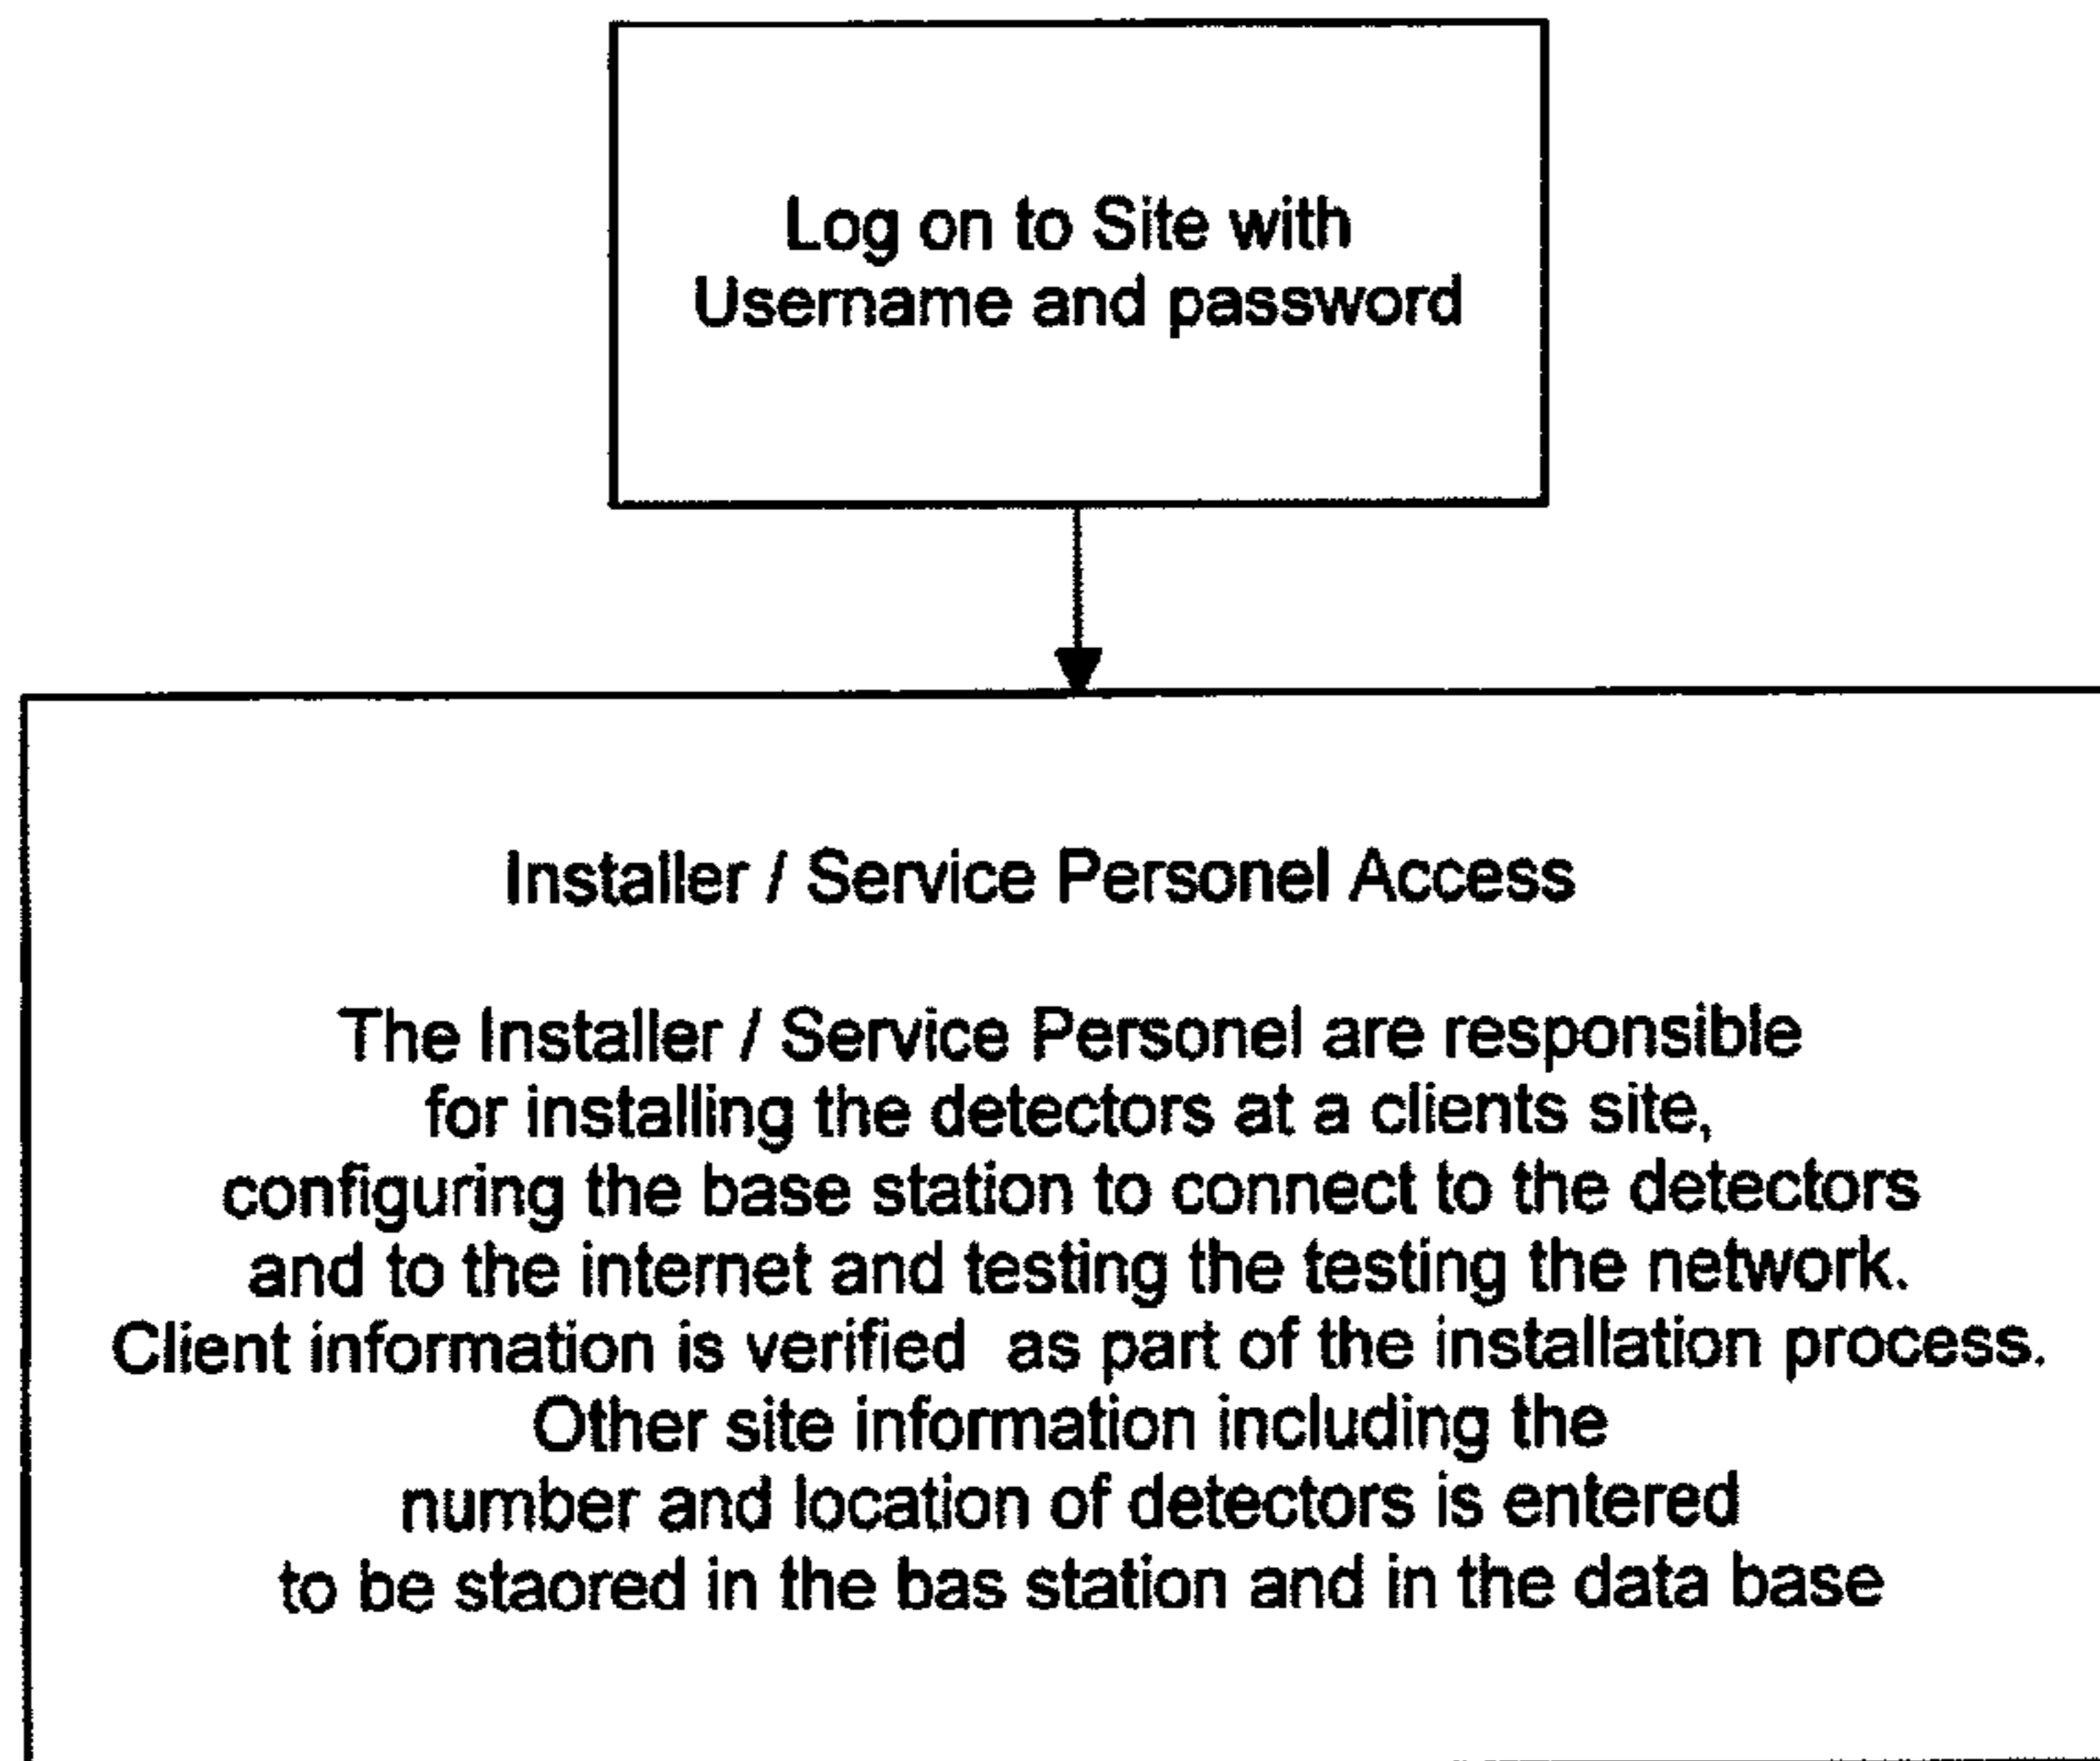 Log on to Site with
Username and password
Installer / Service Personel Access
The Installer / Service Personel are responsible
for installing the detectors at a clients site,
configuring the base station to connect to the detectors
and to the internet and testing the testing the network.
Client information is verified as part of the installation process.
Other site information including the
number and location of detectors is entered
to be staored in the bas station and in the data base